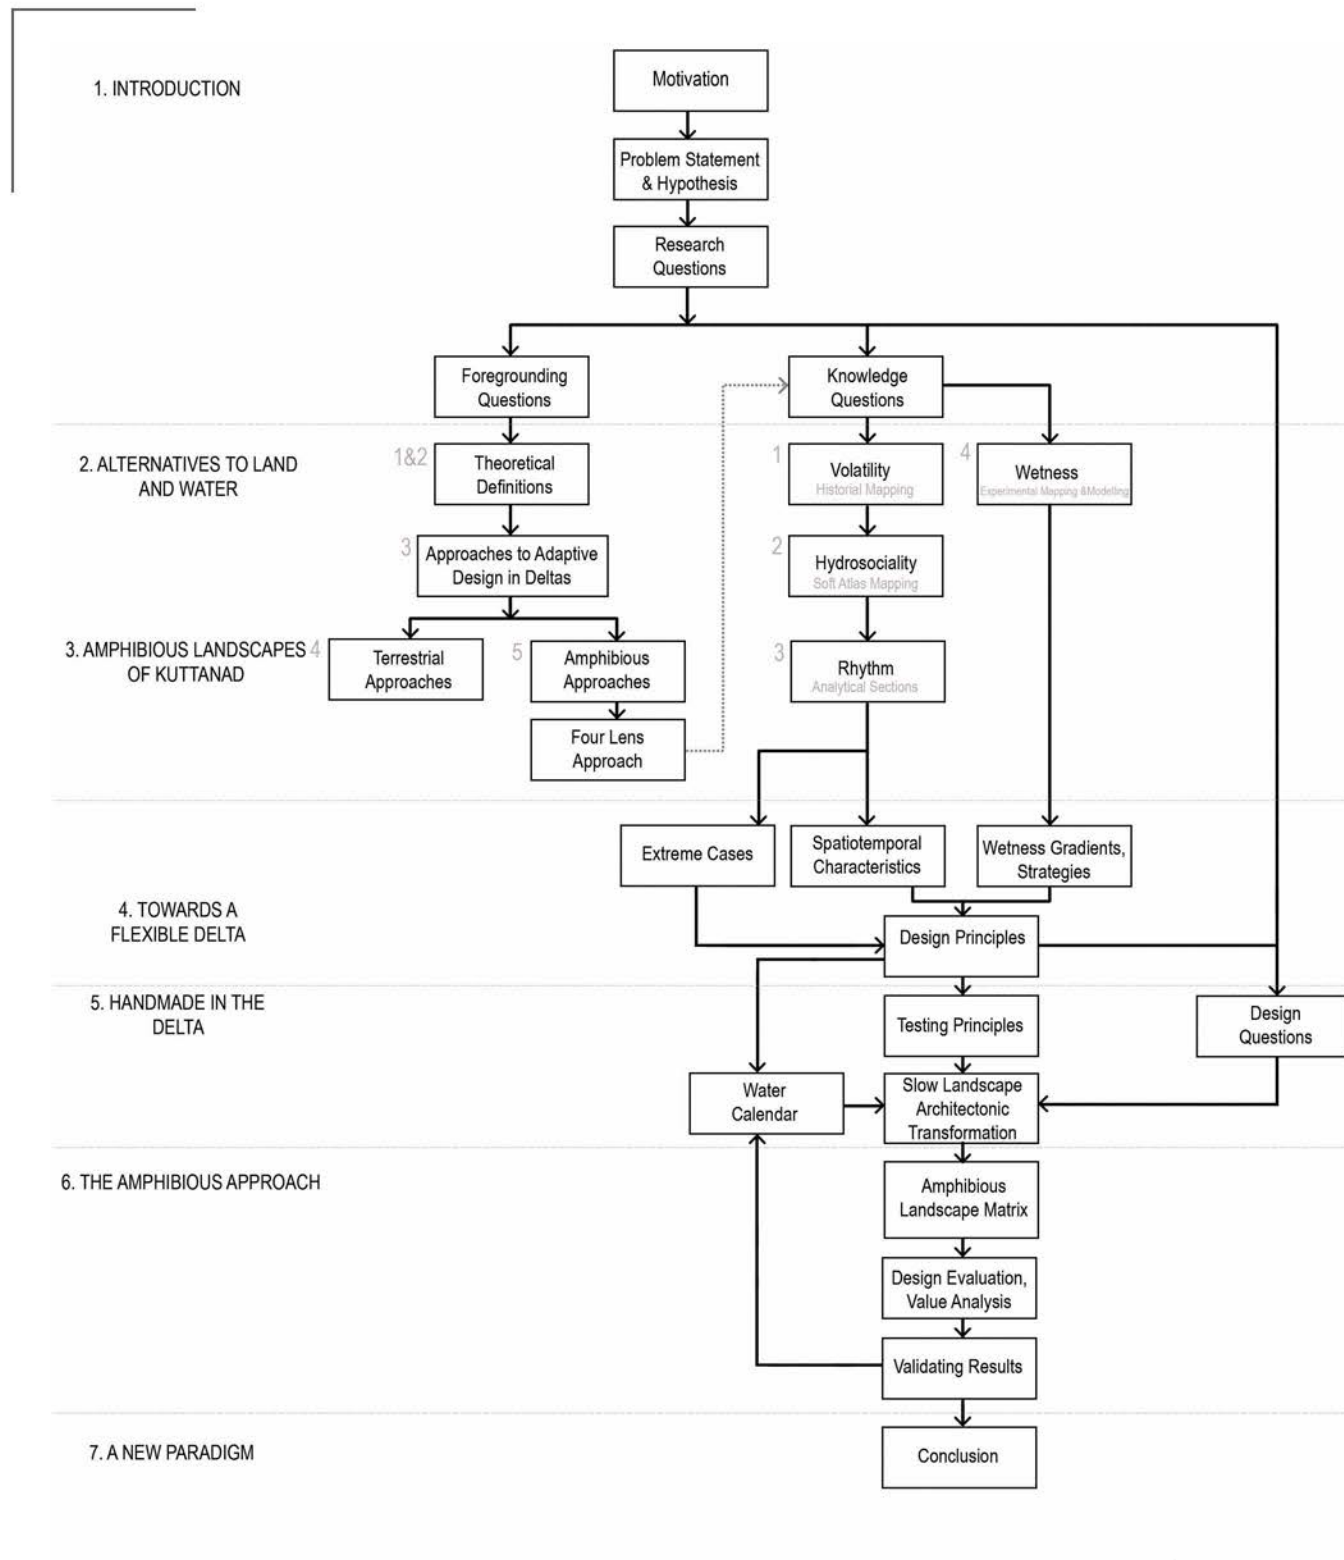 1. INTRODUCTION
Motivation
Problem Statement
& Hypothesis
Research
Questions
Foregrounding
Questions
Knowledge
Questions
2. ALTERNATIVES TO LAND
AND WATER
1&2
Theoretical
Definitions
1
Volatility
Historial Mapping
4
Wetness
Experimental Mapping &Modelling
3
Approaches to Adaptive
Design in Deltas
2
Hydrosociality
Soft Atlas Mapping
3. AMPHIBIOUS LANDSCAPES
OF KUTTANAD
4
Terrestrial
Approaches
5
Amphibious
Approaches
3
Rhythm
Analytical Sections
Four Lens
Approach
Extreme Cases
Spatiotemporal
Characteristics
Wetness Gradients,
Strategies
4. TOWARDS A
FLEXIBLE DELTA
Design Principles
5. HANDMADE IN THE
DELTA
Testing Principles
Design
Questions
Water
Calendar
Slow Landscape
Architectonic
Transformation
6. THE AMPHIBIOUS APPROACH
Amphibious
Landscape Matrix
Design Evaluation,
Value Analysis
Validating Results
7. A NEW PARADIGM
Conclusion